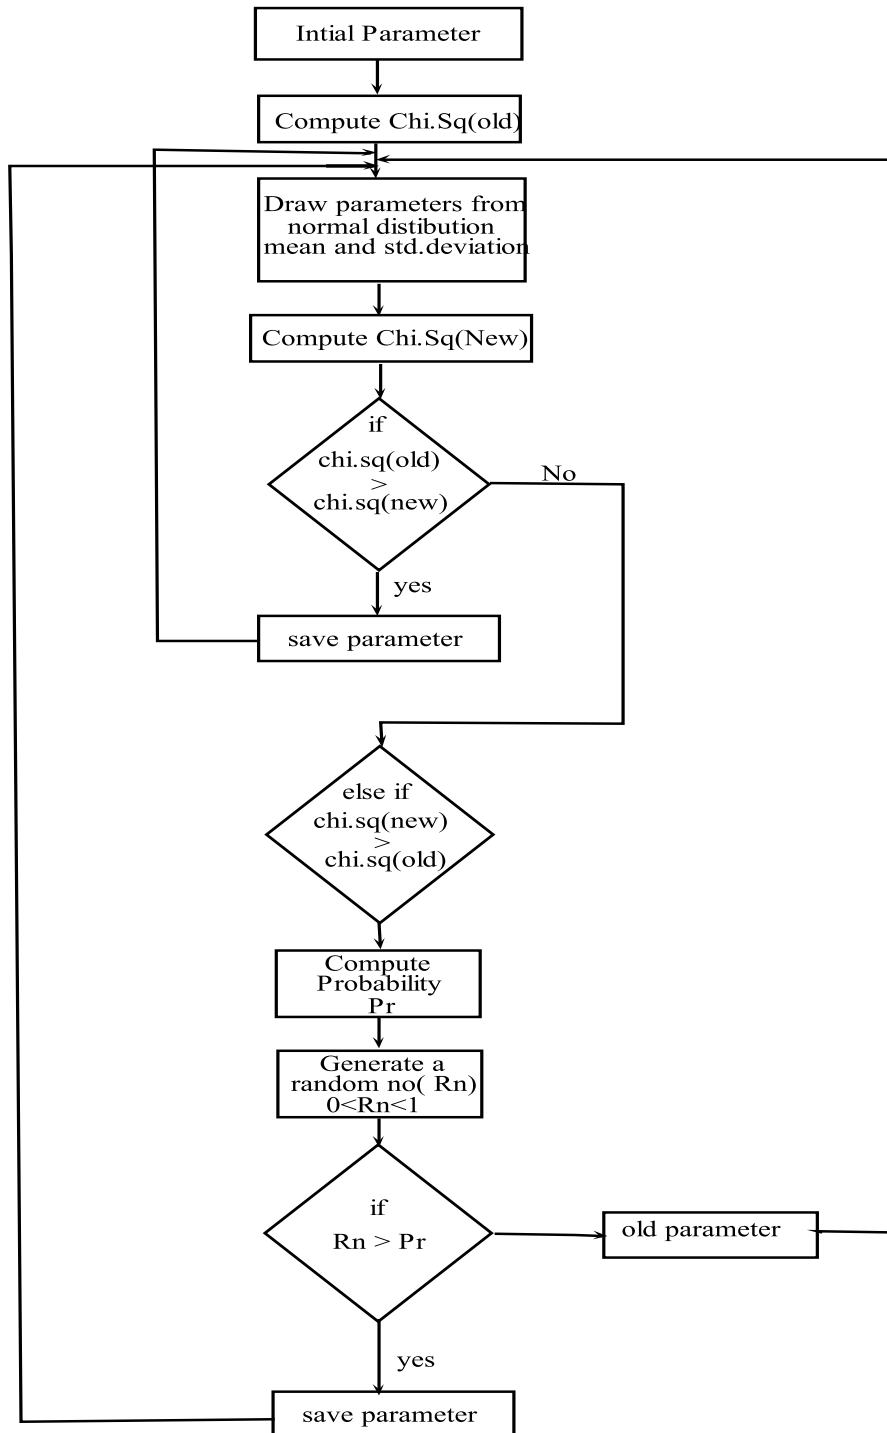 Intial Parameter
Compute Chi.Sq(old)
Draw parameters from
normal distibution
mean and std.deviation
Compute Chi.Sq(New)
if
chi.sq(old)
>
chi.sq(new)
No
yes
save parameter
else if
chi.sq(new)
>
chi.sq(old)
Compute
Probability
Pr
Generate a
random no( Rn)
0<Rn<1
if
Rn > Pr
old parameter
yes
save parameter